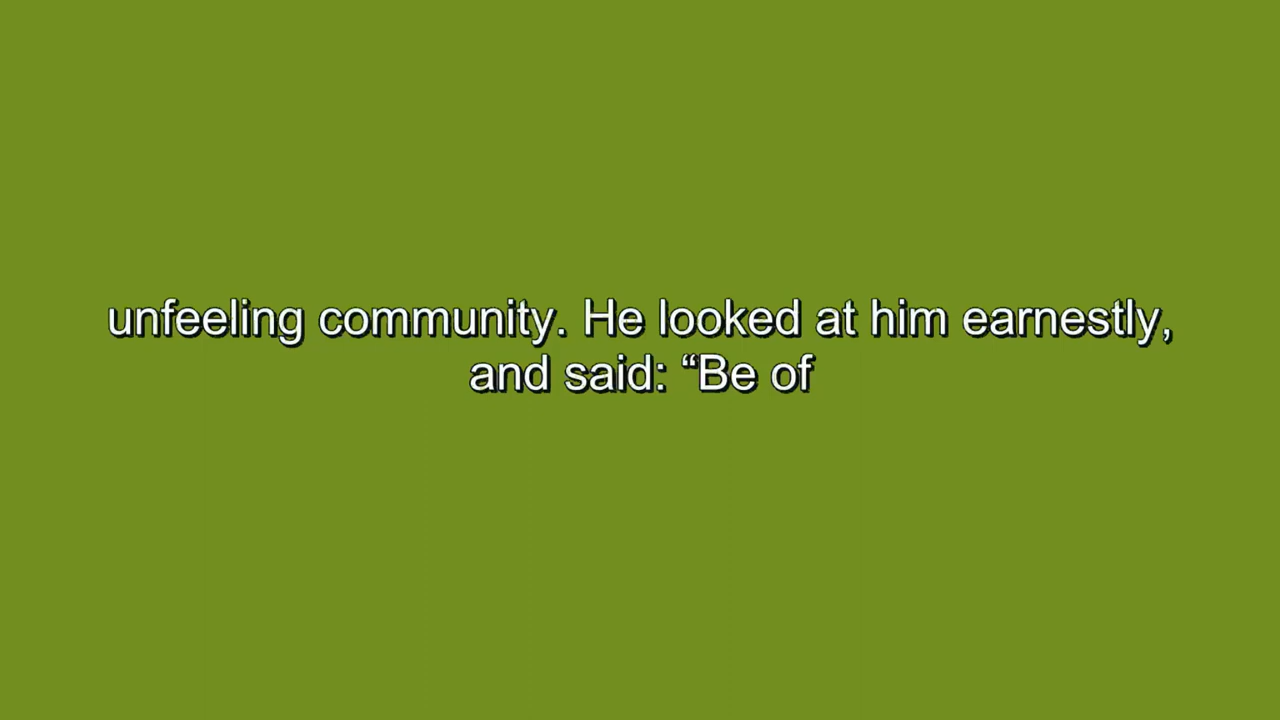 unfeeling community. He looked at him earnestly,
and said: “Be of